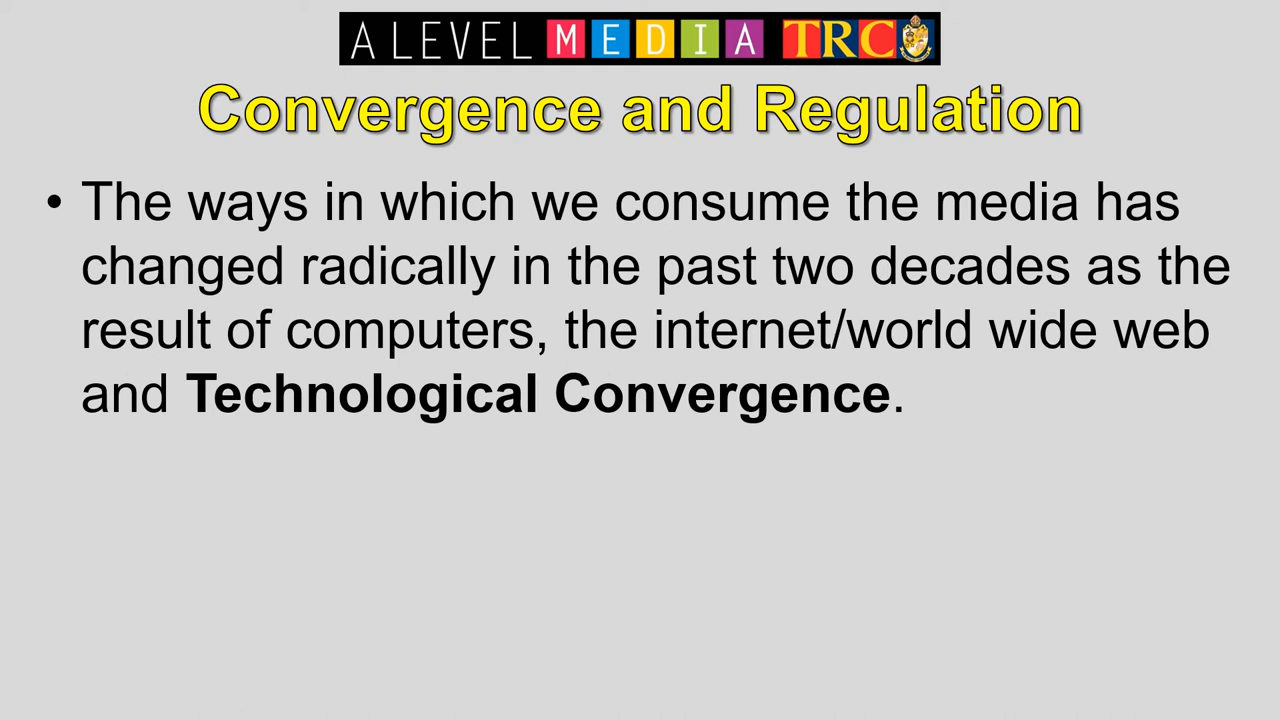 A LEVEL MEDIA TRC
Convergence and Regulation
• The ways in which we consume the media has
changed radically in the past two decades as the
result of computers, the internet/world wide web
and Technological Convergence.